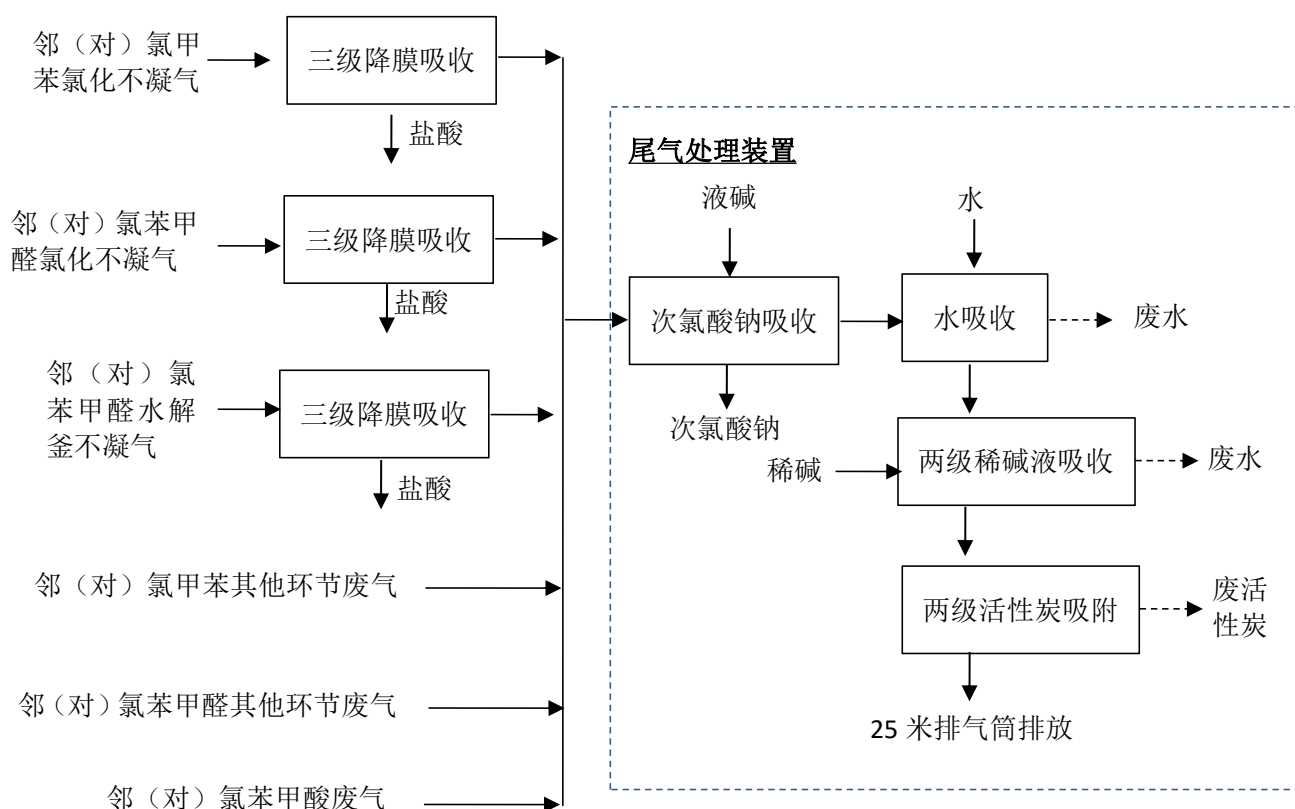 邻（对）氯甲
苯氯化不凝气
三级降膜吸收
盐酸
邻（对）氯苯甲
醛氯化不凝气
三级降膜吸收
盐酸
邻（对）氯
苯甲醛水解
釜不凝气
三级降膜吸收
盐酸
邻（对）氯甲苯其他环节废气
邻（对）氯苯甲醛其他环节废气
邻（对）氯苯甲酸废气
尾气处理装置
液碱
水
次氯酸钠吸收
水吸收
废水
次氯酸钠
稀碱
两级稀碱液吸收
废水
两级活性炭吸附
废活
性炭
25 米排气筒排放